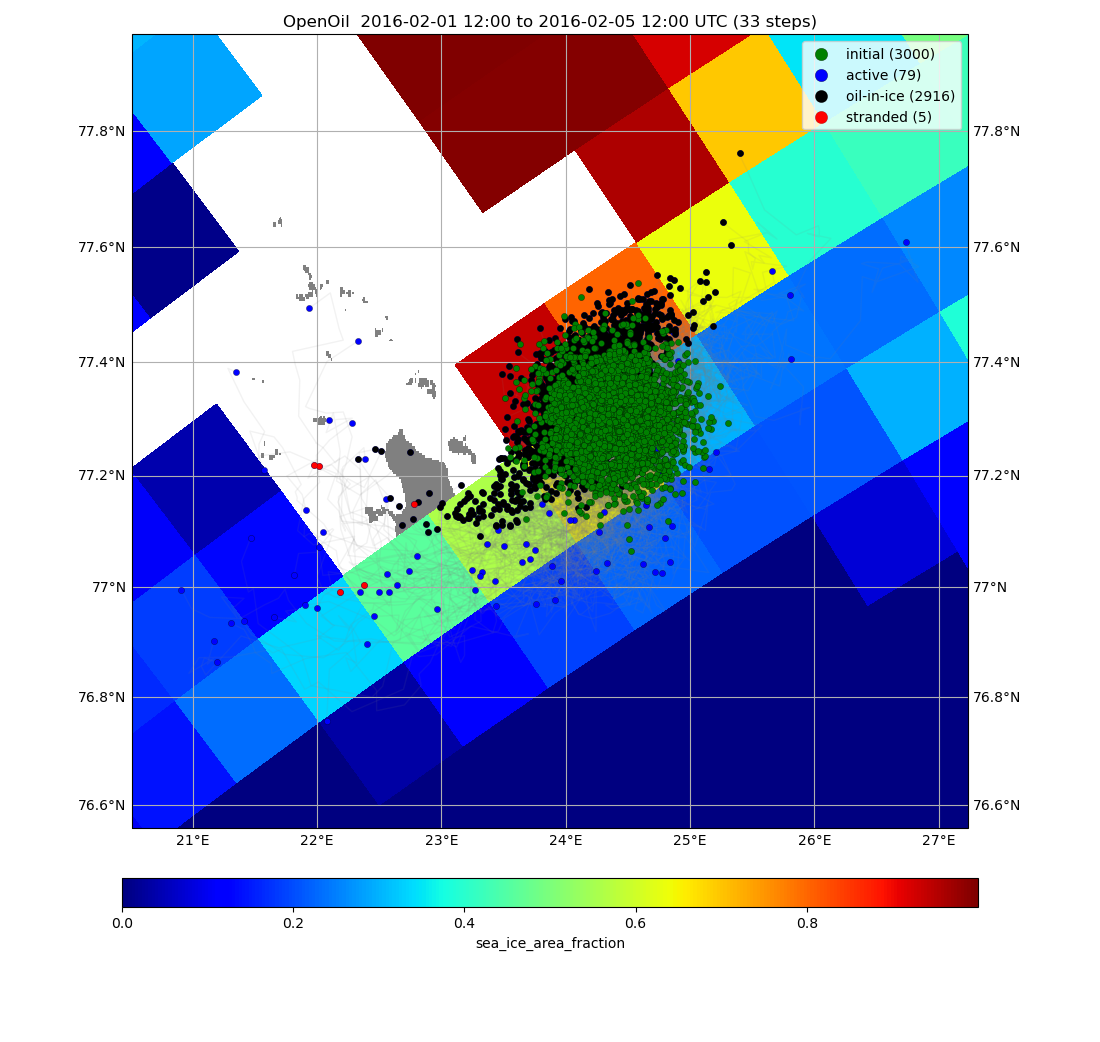 OpenOil  2016-02-01 12:00 to 2016-02-05 12:00 UTC (33 steps)
initial (3000)
active (79)
oil-in-ice (2916)
stranded (5)
77.8°N 77.8°N
77.6°N 77.6°N
77.4°N 77.4°N
77.2°N 77.2°N
77°N 77°N
76.8°N 76.8°N
76.6°N 76.6°N
21°E 22°E 23°E 24°E 25°E 26°E 27°E
0.0 0.2 0.4 0.6 0.8
sea_ice_area_fraction